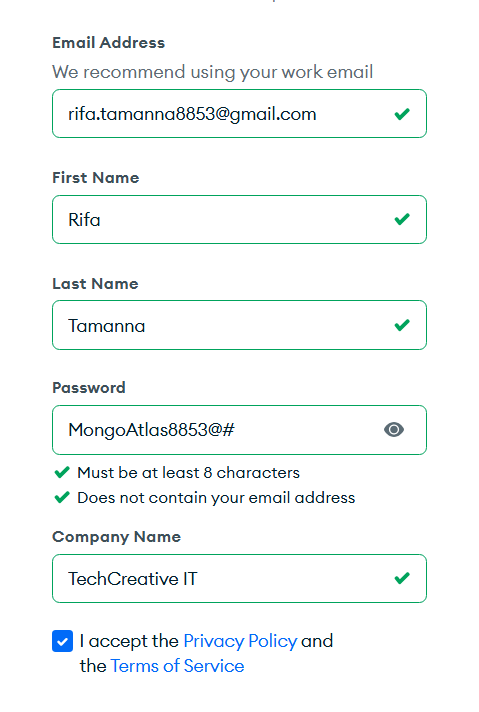 Email Address
We recommend using your work email
rifa.tamanna8853@gmail.com
First Name
Rifa
Last Name
Tamanna
Password
MongoAtlas8853@#
Must be at least 8 characters
Does not contain your email address
Company Name
TechCreative IT
I accept the Privacy Policy and
the Terms of Service